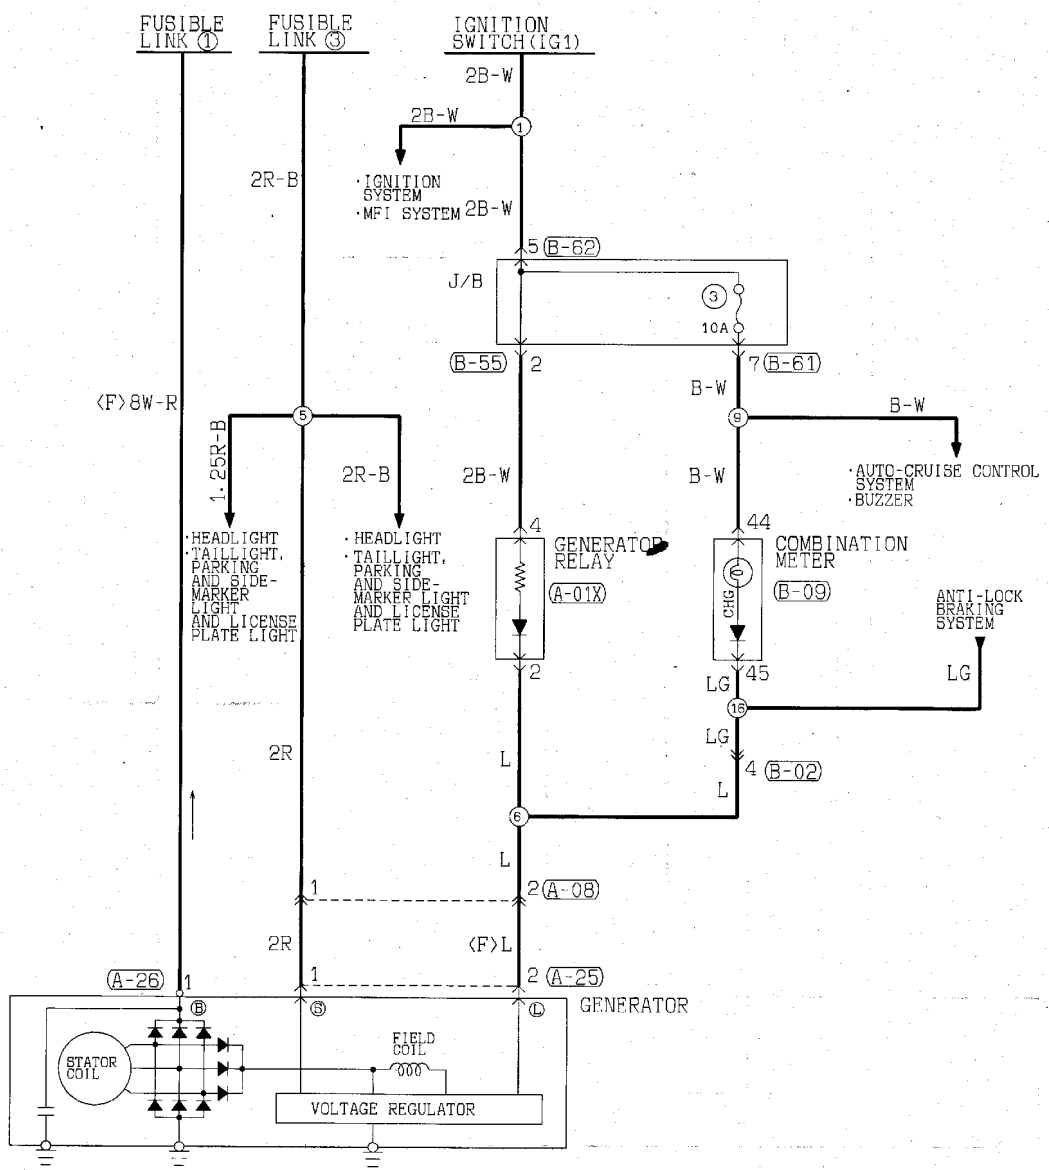 FUSIBLE
LINK ①
FUSIBLE
LINK ③
IGNITION
SWITCH(IG1)
2B-W
2B-W
1
2R-B
·IGNITION
SYSTEM
·MFI SYSTEM
2B-W
5
B-62
J/B
3
10A
B-55
2
7
B-61
B-W
<F>8W-R
5
9
B-W
1.25R-B
2R-B
2B-W
B-W
·AUTO-CRUISE CONTROL
SYSTEM
·BUZZER
4
44
·HEADLIGHT
·TAILLIGHT,
PARKING
AND SIDE-
MARKER
LIGHT
AND LICENSE
PLATE LIGHT
·HEADLIGHT
·TAILLIGHT,
PARKING
AND SIDE-
MARKER LIGHT
AND LICENSE
PLATE LIGHT
GENERATOR
RELAY
A-01X
CHG
COMBINATION
METER
B-09
ANTI-LOCK
BRAKING
SYSTEM
2
45
LG
LG
16
2R
L
LG
4
B-02
L
6
L
1
2
A-08
2R
<F>L
A-26
1
1
2
A-25
B
S
L
GENERATOR
STATOR
COIL
FIELD
COIL
VOLTAGE REGULATOR